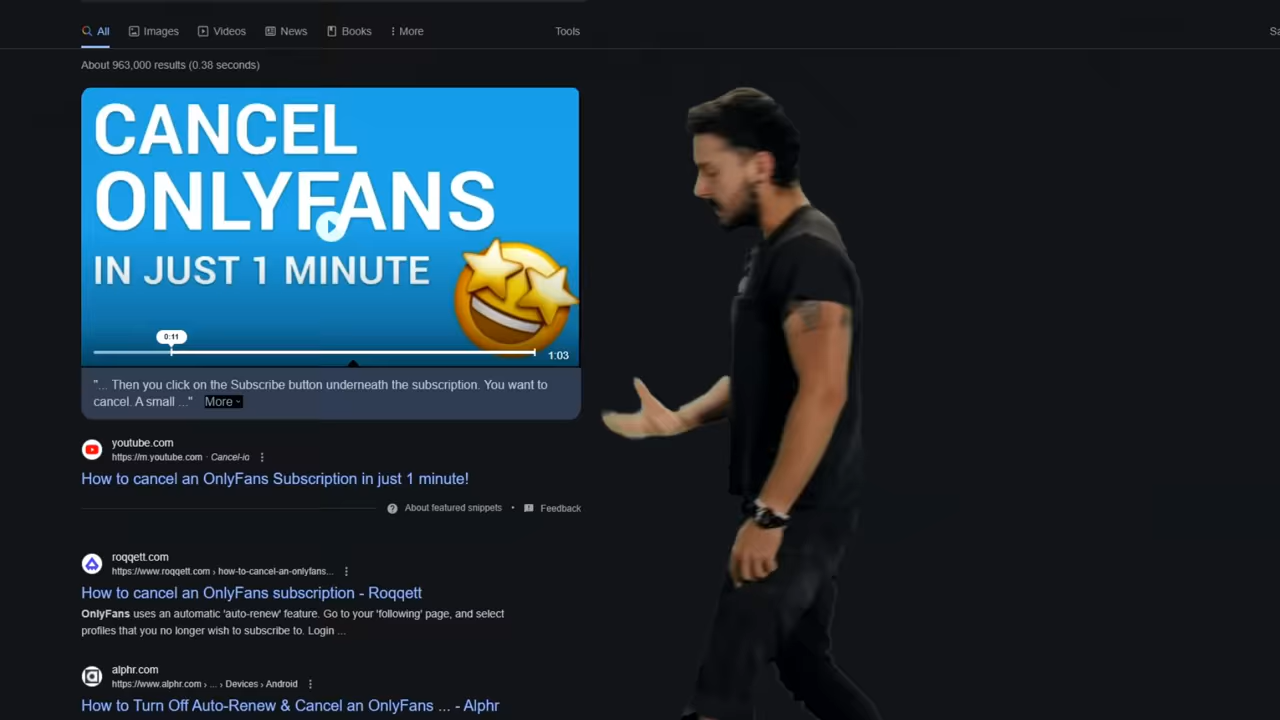 All Images Videos News Books More Tools
About 963,000 results (0.38 seconds)
CANCEL
ONLYFANS
IN JUST 1 MINUTE
0:11
1:03
"... Then you click on the Subscribe button underneath the subscription. You want to
cancel. A small ..." More
youtube.com
https://m.youtube.com · Cancel-io
How to cancel an OnlyFans Subscription in just 1 minute!
About featured snippets • Feedback
roqqett.com
https://www.roqqett.com › how-to-cancel-an-onlyfans...
How to cancel an OnlyFans subscription - Roqqett
OnlyFans uses an automatic 'auto-renew' feature. Go to your 'following' page, and select
profiles that you no longer wish to subscribe to. Login ...
alphr.com
https://www.alphr.com › ... › Devices › Android
How to Turn Off Auto-Renew & Cancel an OnlyFans ... - Alphr